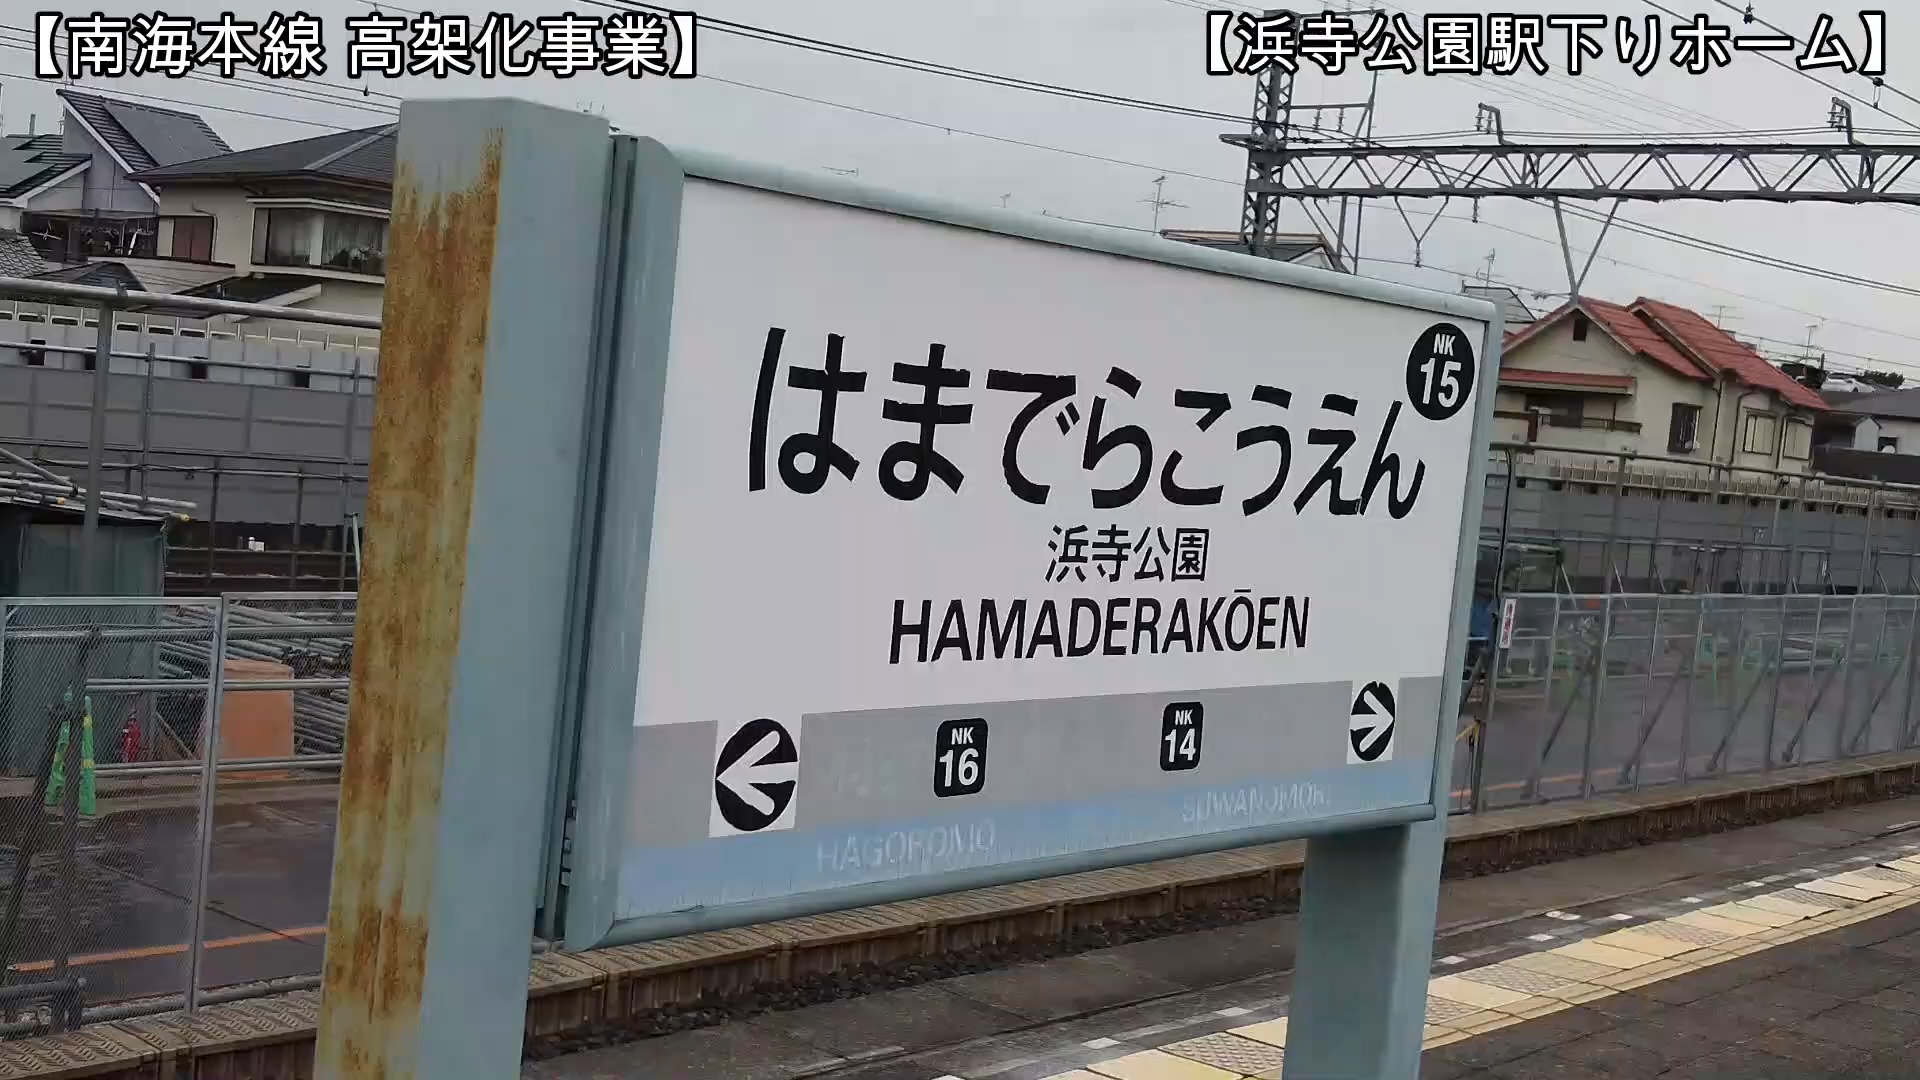 【南海本線 高架化事業】
【浜寺公園駅下りホーム】
NK
15
はまでらこうえん
浜寺公園
HAMADERAKŌEN
NK
16
NK
14
HAGOROMO
SUWANOMORI